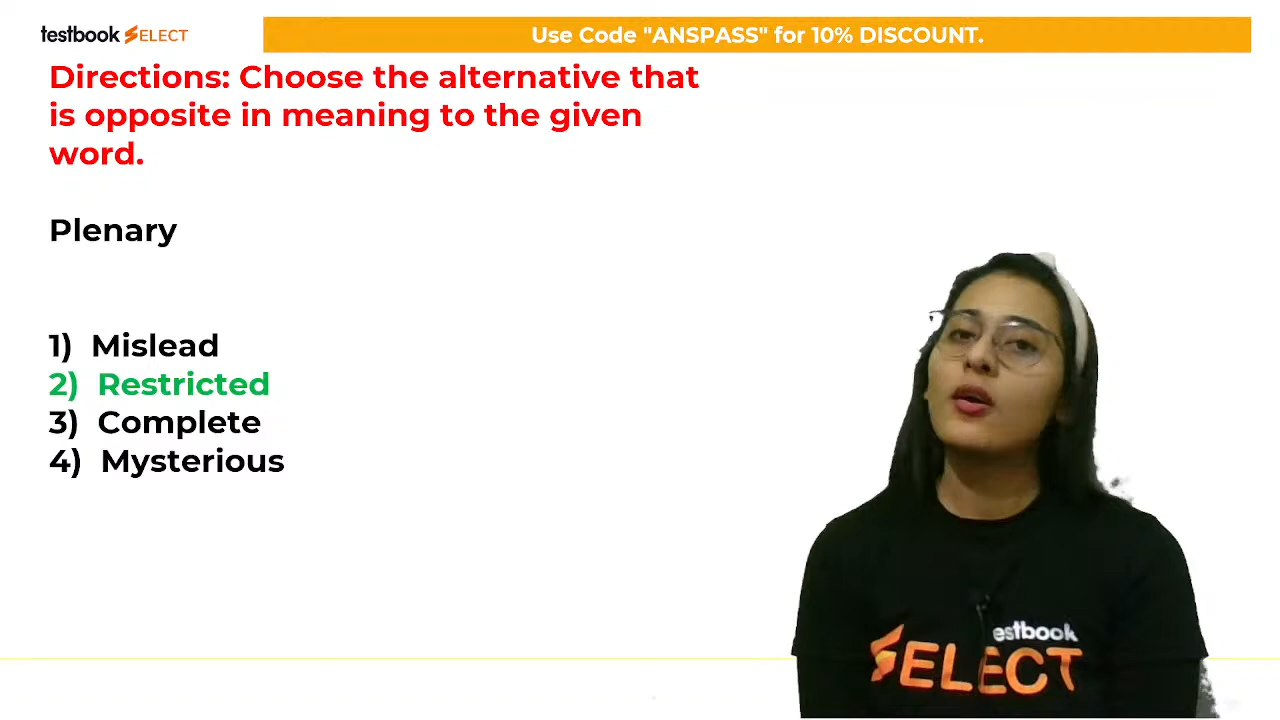 testbook SELECT
Use Code "ANSPASS" for 10% DISCOUNT.
Directions: Choose the alternative that
is opposite in meaning to the given
word.
Plenary
1) Mislead
2) Restricted
3) Complete
4) Mysterious
estbook
SELECT